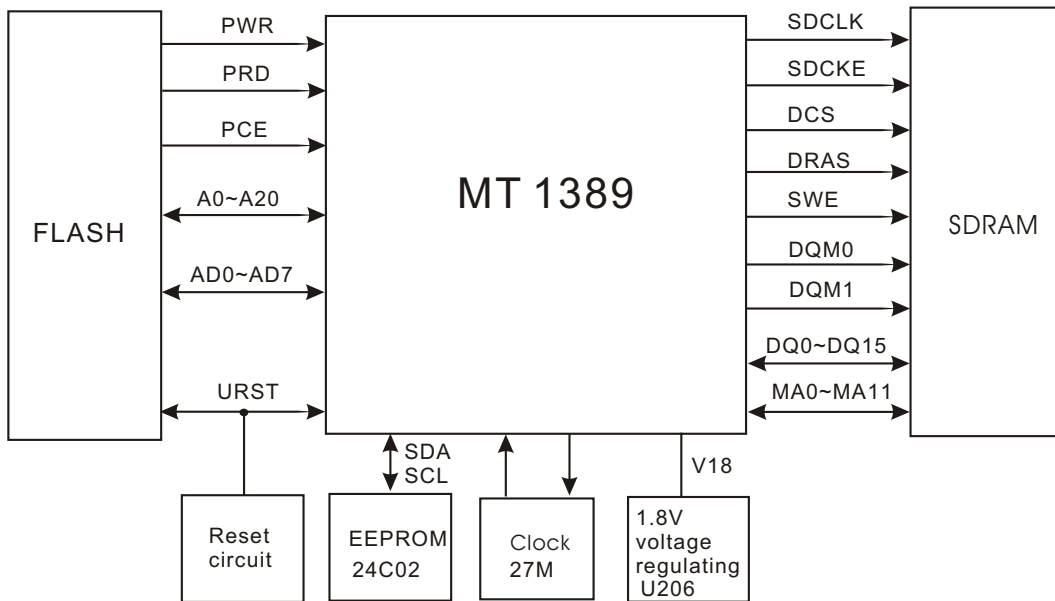 PWR
PRD
PCE
A0~A20
AD0~AD7
URST
FLASH
MT 1389
SDCLK
SDCKE
DCS
DRAS
SWE
DQM0
DQM1
DQ0~DQ15
MA0~MA11
SDRAM
SDA
SCL
V18
Reset
circuit
EEPROM
24C02
Clock
27M
1.8V
voltage
regulating
U206